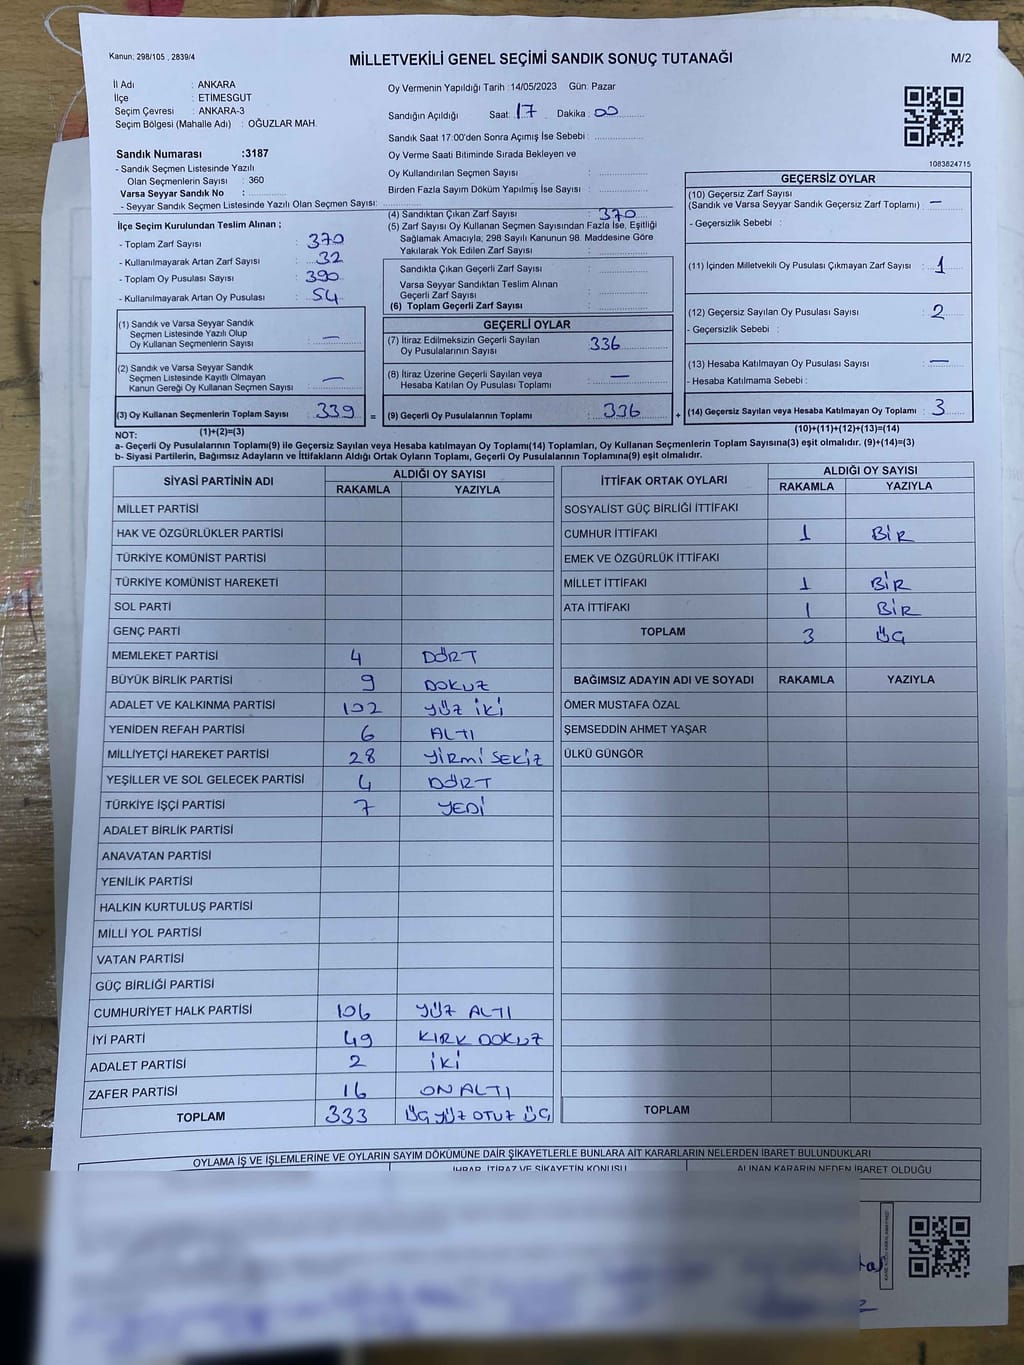 Kanun: 298/105 , 2839/4
MİLLETVEKİLİ GENEL SEÇİMİ SANDIK SONUÇ TUTANAĞI
M/2
İl Adı : ANKARA
İlçe : ETİMESGUT
Seçim Çevresi : ANKARA-3
Seçim Bölgesi (Mahalle Adı) : OĞUZLAR MAH.
Sandık Numarası :3187
- Sandık Seçmen Listesinde Yazılı
Olan Seçmenlerin Sayısı : 360
Varsa Seyyar Sandık No :
- Seyyar Sandık Seçmen Listesinde Yazılı Olan Seçmen Sayısı:
Oy Vermenin Yapıldığı Tarih :14/05/2023 Gün: Pazar
Sandığın Açıldığı Saat: 17 Dakika: 00
Sandık Saat 17:00'den Sonra Açımış İse Sebebi :
Oy Verme Saati Bitiminde Sırada Bekleyen ve
Oy Kullandırılan Seçmen Sayısı :
Birden Fazla Sayım Döküm Yapılmış İse Sayısı :
1083824715
İlçe Seçim Kurulundan Teslim Alınan ;
- Toplam Zarf Sayısı : 370
- Kullanılmayarak Artan Zarf Sayısı : 32
- Toplam Oy Pusulası Sayısı : 390
- Kullanılmayarak Artan Oy Pusulası : 54
(1) Sandık ve Varsa Seyyar Sandık
Seçmen Listesinde Yazılı Olup
Oy Kullanan Seçmenlerin Sayısı : —
(2) Sandık ve Varsa Seyyar Sandık
Seçmen Listesinde Kayıtlı Olmayan
Kanun Gereği Oy Kullanan Seçmen Sayısı : —
(3) Oy Kullanan Seçmenlerin Toplam Sayısı : 339 =
(1)+(2)=(3)
(4) Sandıktan Çıkan Zarf Sayısı : 370
(5) Zarf Sayısı Oy Kullanan Seçmen Sayısından Fazla İse, Eşitliği
Sağlamak Amacıyla; 298 Sayılı Kanunun 98. Maddesine Göre
Yakılarak Yok Edilen Zarf Sayısı :
Sandıkta Çıkan Geçerli Zarf Sayısı :
Varsa Seyyar Sandıktan Teslim Alınan
Geçerli Zarf Sayısı :
(6) Toplam Geçerli Zarf Sayısı :
GEÇERLİ OYLAR
(7) İtiraz Edilmeksizin Geçerli Sayılan
Oy Pusulalarının Sayısı : 336
(8) İtiraz Üzerine Geçerli Sayılan veya
Hesaba Katılan Oy Pusulası Toplamı : —
(9) Geçerli Oy Pusulalarının Toplamı : 336 +
GEÇERSİZ OYLAR
(10) Geçersiz Zarf Sayısı
(Sandık ve Varsa Seyyar Sandık Geçersiz Zarf Toplamı) : —
- Geçersizlik Sebebi :
(11) İçinden Milletvekili Oy Pusulası Çıkmayan Zarf Sayısı : 1
(12) Geçersiz Sayılan Oy Pusulası Sayısı : 2
- Geçersizlik Sebebi :
(13) Hesaba Katılmayan Oy Pusulası Sayısı : —
- Hesaba Katılmama Sebebi :
(14) Geçersiz Sayılan veya Hesaba Katılmayan Oy Toplamı : 3
(10)+(11)+(12)+(13)=(14)
NOT:
a- Geçerli Oy Pusulalarının Toplamı(9) ile Geçersiz Sayılan veya Hesaba katılmayan Oy Toplamı(14) Toplamları, Oy Kullanan Seçmenlerin Toplam Sayısına(3) eşit olmalıdır. (9)+(14)=(3)
b- Siyasi Partilerin, Bağımsız Adayların ve İttifakların Aldığı Ortak Oyların Toplamı, Geçerli Oy Pusulalarının Toplamına(9) eşit olmalıdır.
SİYASİ PARTİNİN ADI ALDIĞI OY SAYISI
RAKAMLA YAZIYLA
MİLLET PARTİSİ
HAK VE ÖZGÜRLÜKLER PARTİSİ
TÜRKİYE KOMÜNİST PARTİSİ
TÜRKİYE KOMÜNİST HAREKETİ
SOL PARTİ
GENÇ PARTİ
MEMLEKET PARTİSİ 4 DÖRT
BÜYÜK BİRLİK PARTİSİ 9 DOKUZ
ADALET VE KALKINMA PARTİSİ 102 YÜZ İKİ
YENİDEN REFAH PARTİSİ 6 ALTI
MİLLİYETÇİ HAREKET PARTİSİ 28 YİRMİ SEKİZ
YEŞİLLER VE SOL GELECEK PARTİSİ 4 DÖRT
TÜRKİYE İŞÇİ PARTİSİ 7 YEDİ
ADALET BİRLİK PARTİSİ
ANAVATAN PARTİSİ
YENİLİK PARTİSİ
HALKIN KURTULUŞ PARTİSİ
MİLLİ YOL PARTİSİ
VATAN PARTİSİ
GÜÇ BİRLİĞİ PARTİSİ
CUMHURİYET HALK PARTİSİ 106 YÜZ ALTI
İYİ PARTİ 49 KIRK DOKUZ
ADALET PARTİSİ 2 İKİ
ZAFER PARTİSİ 16 ON ALTI
TOPLAM 333 ÜÇ YÜZ OTUZ ÜÇ
İTTİFAK ORTAK OYLARI ALDIĞI OY SAYISI
RAKAMLA YAZIYLA
SOSYALİST GÜÇ BİRLİĞİ İTTİFAKI
CUMHUR İTTİFAKI 1 BİR
EMEK VE ÖZGÜRLÜK İTTİFAKI
MİLLET İTTİFAKI 1 BİR
ATA İTTİFAKI 1 BİR
TOPLAM 3 ÜÇ
BAĞIMSIZ ADAYIN ADI VE SOYADI RAKAMLA YAZIYLA
ÖMER MUSTAFA ÖZAL
ŞEMSEDDİN AHMET YAŞAR
ÜLKÜ GÜNGÖR
TOPLAM
OYLAMA İŞ VE İŞLEMLERİNE VE OYLARIN SAYIM DÖKÜMÜNE DAİR ŞİKAYETLERLE BUNLARA AİT KARARLARIN NELERDEN İBARET BULUNDUKLARI
İHBAR, İTİRAZ VE ŞİKAYETİN KONUSU ALINAN KARARIN NEDEN İBARET OLDUĞU